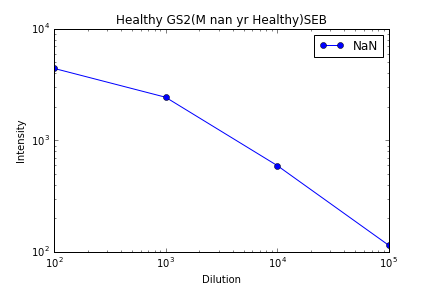 Healthy GS2(M nan yr Healthy)SEB
NaN
10^4
10^3
10^2
Intensity
10^2 10^3 10^4 10^5
Dilution